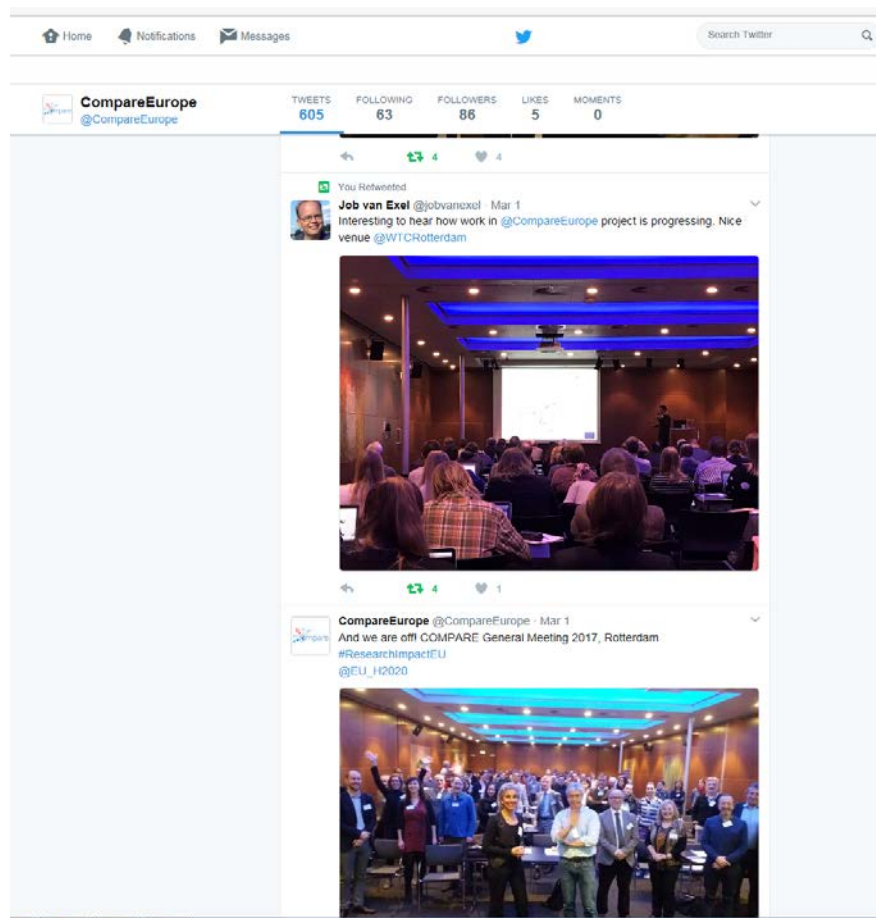 Home Notifications Messages Search Twitter
CompareEurope
@CompareEurope
TWEETS FOLLOWING FOLLOWERS LIKES MOMENTS
605 63 86 5 0
4 4
You Retweeted
Job van Exel @jobvanexel · Mar 1
Interesting to hear how work in @CompareEurope project is progressing. Nice
venue @WTCRotterdam
4 1
CompareEurope @CompareEurope · Mar 1
And we are off! COMPARE General Meeting 2017, Rotterdam
#ResearchImpactEU
@EU_H2020